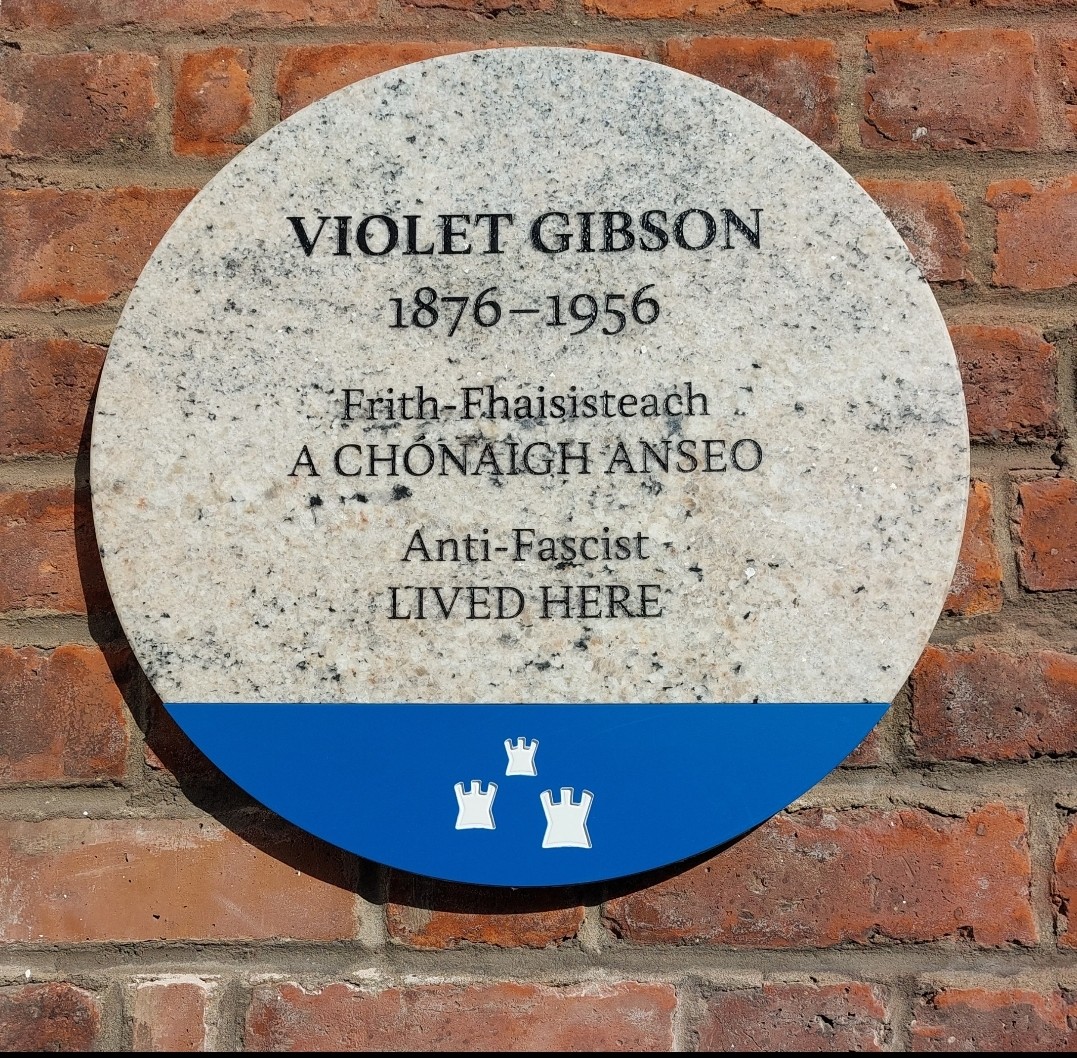 VIOLET GIBSON
1876–1956
Frith-Fhaisisteach
A CHÓNAIGH ANSEO
Anti-Fascist
LIVED HERE